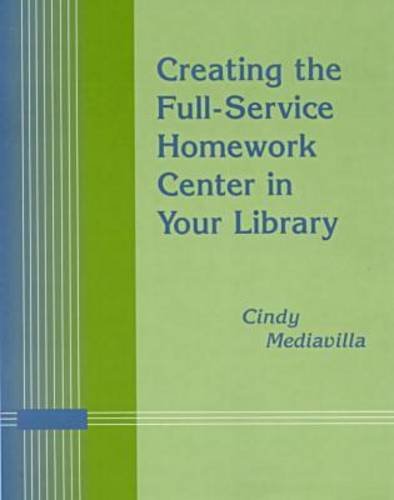 Creating the
Full-Service
Homework
Center in
Your Library
Cindy
Mediavilla